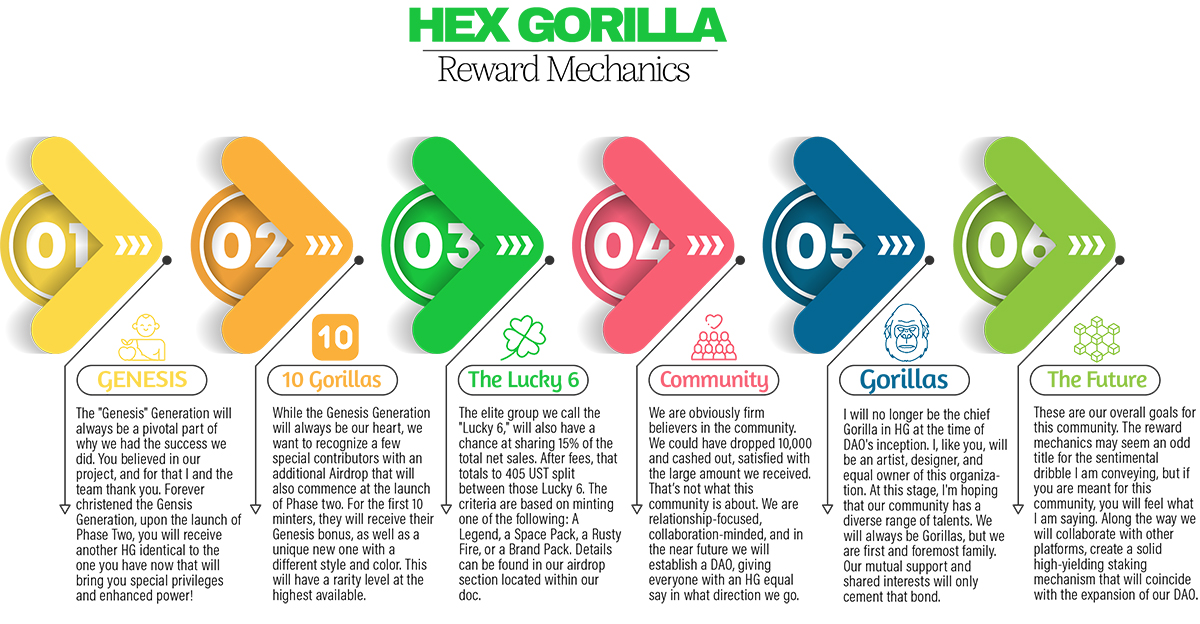 HEX GORILLA
Reward Mechanics
01
02
03
04
05
06
10
GENESIS
The "Genesis" Generation will
always be a pivotal part of
why we had the success we
did. You believed in our
project, and for that I and the
team thank you. Forever
christened the Gensis
Generation, upon the launch of
Phase Two, you will receive
another HG identical to the
one you have now that will
bring you special privileges
and enhanced power!
10 Gorillas
While the Genesis Generation
will always be our heart, we
want to recognize a few
special contributors with an
additional Airdrop that will
also commence at the launch
of Phase two. For the first 10
minters, they will receive their
Genesis bonus, as well as a
unique new one with a
different style and color. This
will have a rarity level at the
highest available.
The Lucky 6
The elite group we call the
"Lucky 6," will also have a
chance at sharing 15% of the
total net sales. After fees, that
totals to 405 UST split
between those Lucky 6. The
criteria are based on minting
one of the following: A
Legend, a Space Pack, a Rusty
Fire, or a Brand Pack. Details
can be found in our airdrop
section located within our
doc.
Community
We are obviously firm
believers in the community.
We could have dropped 10,000
and cashed out, satisfied with
the large amount we received.
That's not what this
community is about. We are
relationship-focused,
collaboration-minded, and in
the near future we will
establish a DAO, giving
everyone with an HG equal
say in what direction we go.
Gorillas
I will no longer be the chief
Gorilla in HG at the time of
DAO's inception. I, like you, will
be an artist, designer, and
equal owner of this organiza-
tion. At this stage, I'm hoping
that our community has a
diverse range of talents. We
will always be Gorillas, but we
are first and foremost family.
Our mutual support and
shared interests will only
cement that bond.
The Future
These are our overall goals for
this community. The reward
mechanics may seem an odd
title for the sentimental
dribble I am conveying, but if
you are meant for this
community, you will feel what
I am saying. Along the way we
will collaborate with other
platforms, create a solid
high-yielding staking
mechanism that will coincide
with the expansion of our DAO.